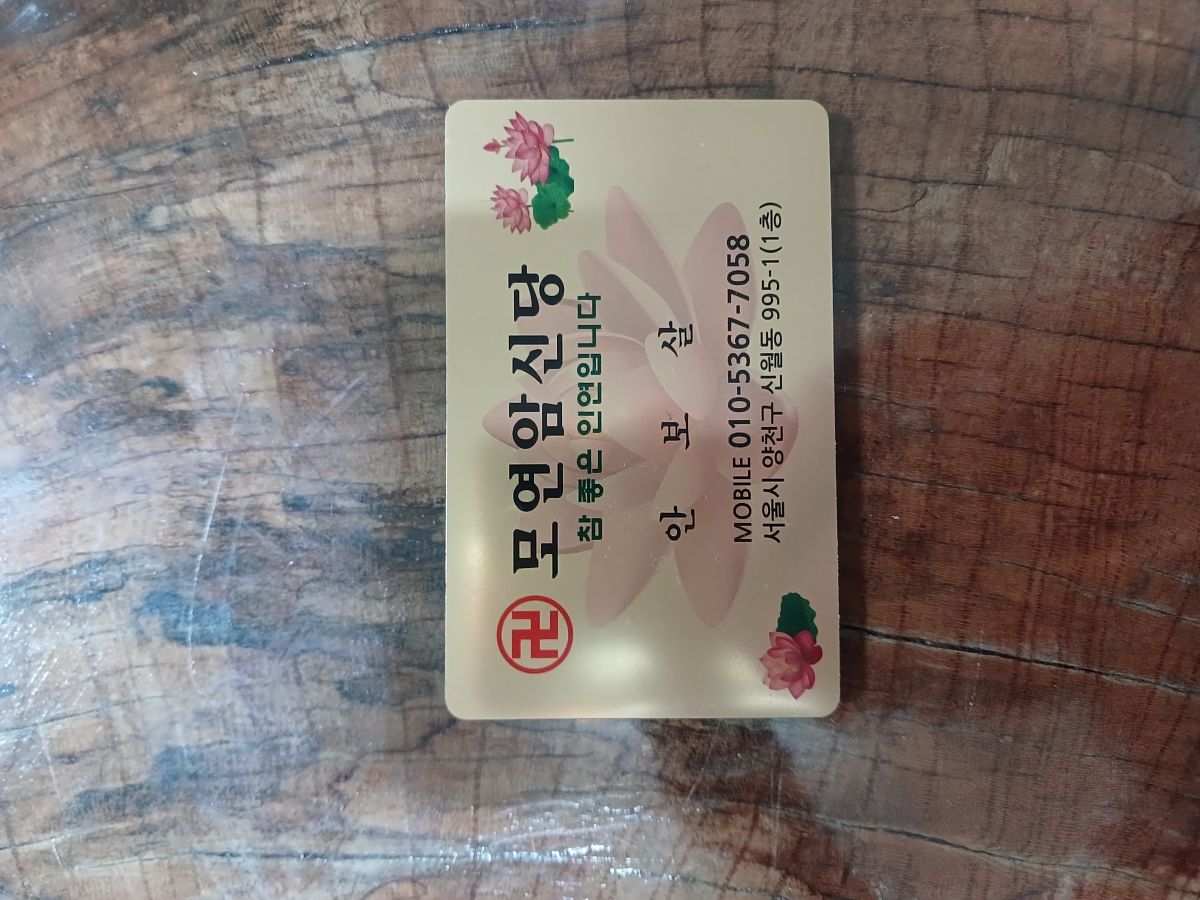 卍 모연암신당
참 좋은 인연입니다
안 보 살
MOBILE 010-5367-7058
서울시 양천구 신월동 995-1(1층)